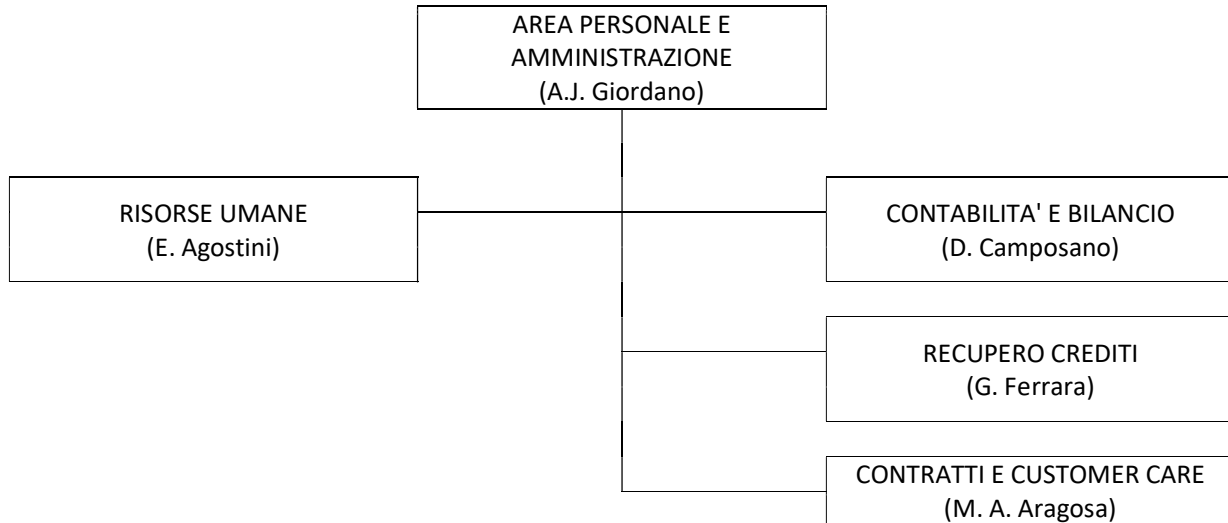 AREA PERSONALE E
AMMINISTRAZIONE
(A.J. Giordano)
RISORSE UMANE
(E. Agostini)
CONTABILITA' E BILANCIO
(D. Camposano)
RECUPERO CREDITI
(G. Ferrara)
CONTRATTI E CUSTOMER CARE
(M. A. Aragosa)